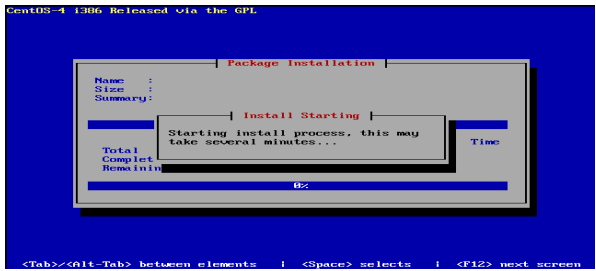 CentOS-4 i386 Released via the GPL
Package Installation
Name :
Size :
Summary:
Install Starting
Starting install process, this may
take several minutes...
Time
Total
Complet
Remainin
0%
<Tab>/<Alt-Tab> between elements | <Space> selects | <F12> next screen